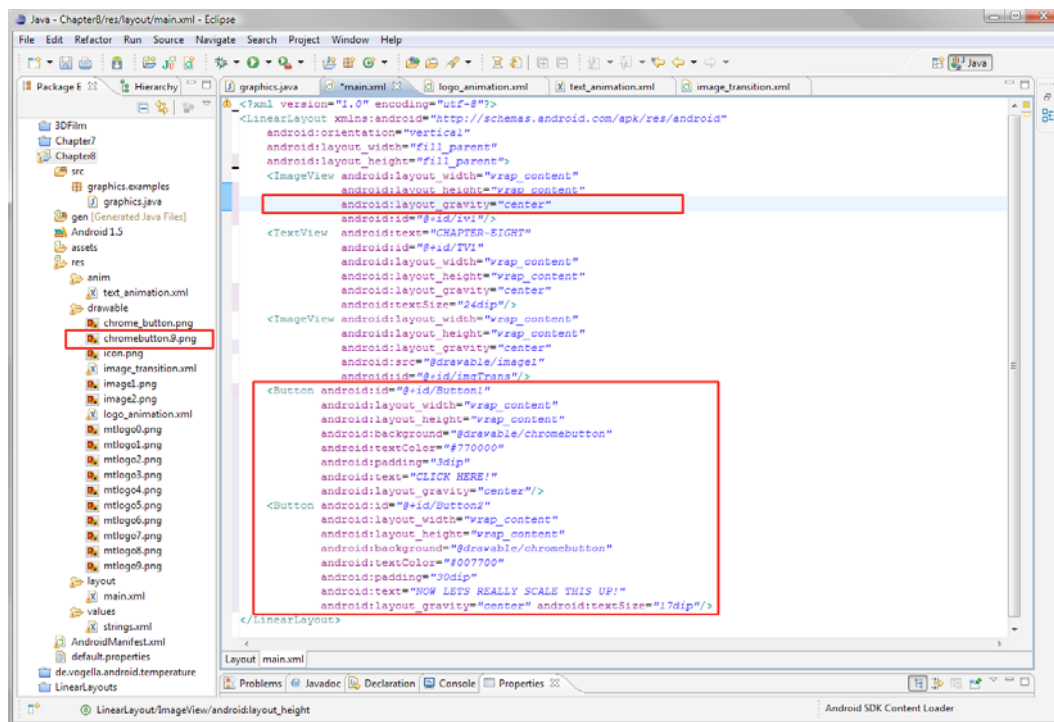 Java - Chapter8/res/layout/main.xml - Eclipse
File Edit Refactor Run Source Navigate Search Project Window Help
Java
Package E
Hierarchy
3DFilm
Chapter7
Chapter8
src
graphics.examples
graphics.java
gen [Generated Java Files]
Android 1.5
assets
res
anim
text_animation.xml
drawable
chrome_button.png
chromebutton.9.png
icon.png
image_transition.xml
image1.png
image2.png
logo_animation.xml
mtlogo0.png
mtlogo1.png
mtlogo2.png
mtlogo3.png
mtlogo4.png
mtlogo5.png
mtlogo6.png
mtlogo7.png
mtlogo8.png
mtlogo9.png
layout
main.xml
values
strings.xml
AndroidManifest.xml
default.properties
de.vogella.android.temperature
LinearLayouts
graphics.java
*main.xml
logo_animation.xml
text_animation.xml
image_transition.xml
<?xml version="1.0" encoding="utf-8"?>
<LinearLayout xmlns:android="http://schemas.android.com/apk/res/android"
android:orientation="vertical"
android:layout_width="fill_parent"
android:layout_height="fill_parent">
<ImageView android:layout_width="wrap_content"
android:layout_height="wrap_content"
android:layout_gravity="center"
android:id="@+id/iv1"/>
<TextView android:text="CHAPTER-EIGHT"
android:id="@+id/TV1"
android:layout_width="wrap_content"
android:layout_height="wrap_content"
android:layout_gravity="center"
android:textSize="24dip"/>
<ImageView android:layout_width="wrap_content"
android:layout_height="wrap_content"
android:layout_gravity="center"
android:src="@drawable/image1"
android:id="@+id/imgTrans"/>
<Button android:id="@+id/Button1"
android:layout_width="wrap_content"
android:layout_height="wrap_content"
android:background="@drawable/chromebutton"
android:textColor="#770000"
android:padding="3dip"
android:text="CLICK HERE!"
android:layout_gravity="center"/>
<Button android:id="@+id/Button2"
android:layout_width="wrap_content"
android:layout_height="wrap_content"
android:background="@drawable/chromebutton"
android:textColor="#007700"
android:padding="30dip"
android:text="NOW LETS REALLY SCALE THIS UP!"
android:layout_gravity="center" android:textSize="17dip"/>
</LinearLayout>
Layout main.xml
Problems
Javadoc
Declaration
Console
Properties
LinearLayout/ImageView/android:layout_height
Android SDK Content Loader